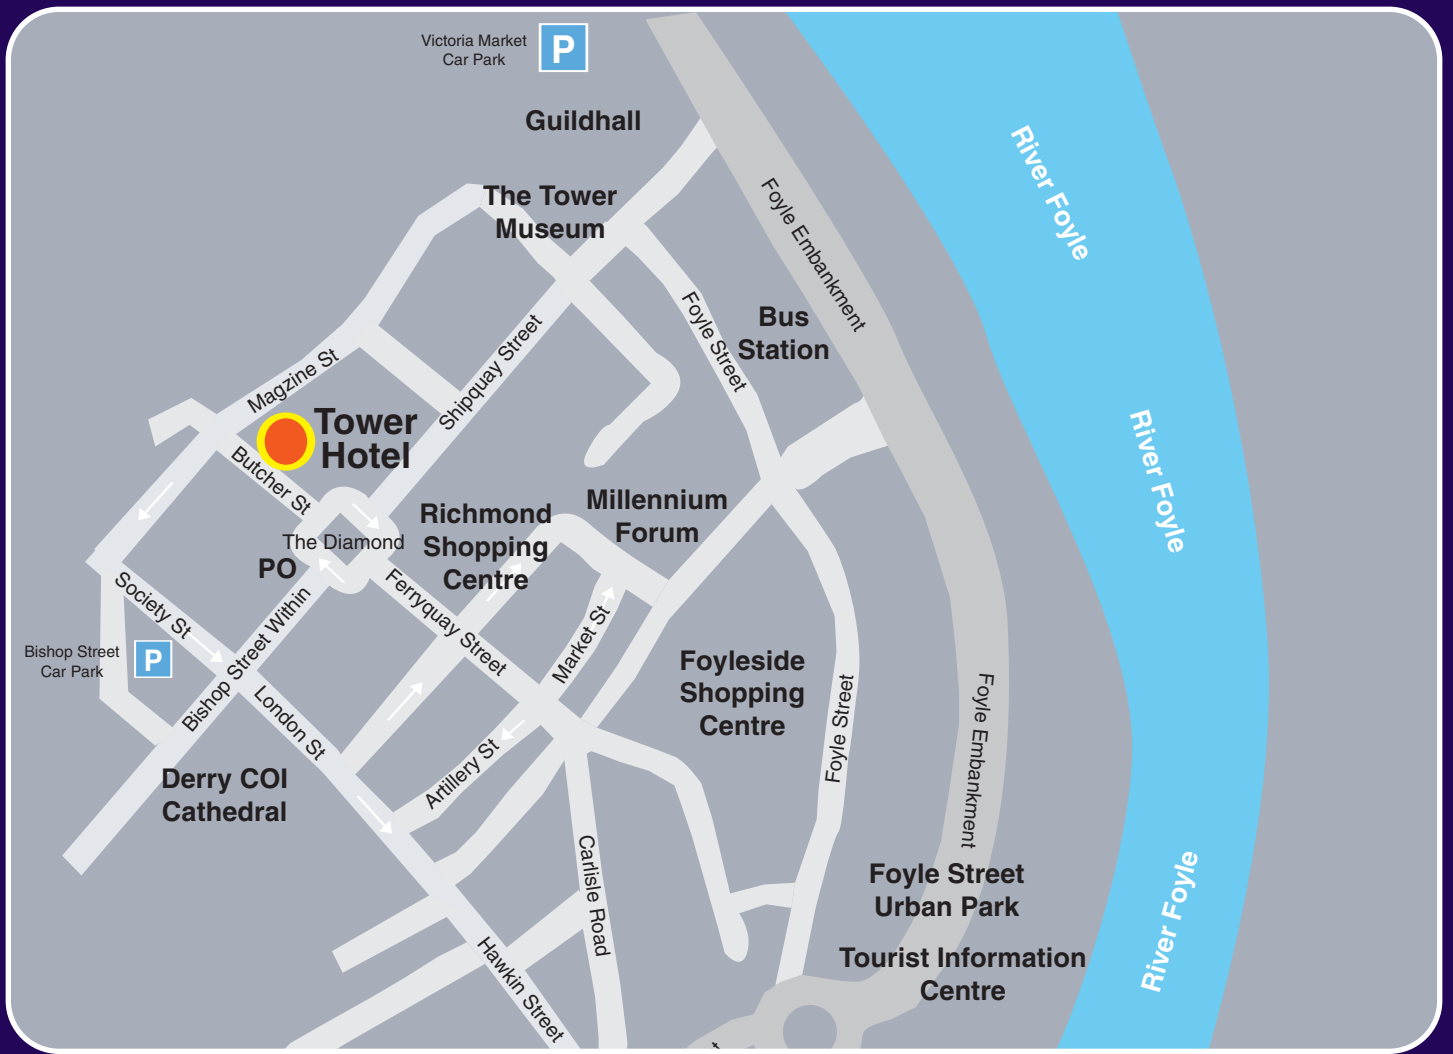 Victoria Market
Car Park
P
Guildhall
The Tower
Museum
River Foyle
Foyle Embankment
Foyle Street
Bus
Station
Shipquay Street
Magzine St
Tower
Hotel
Butcher St
River Foyle
Richmond
Shopping
Centre
Millennium
Forum
The Diamond
PO
Ferryquay Street
Society St
Market St
Bishop Street Within
Bishop Street
Car Park
P
Foyleside
Shopping
Centre
London St
Foyle Street
Foyle Embankment
Artillery St
Derry COI
Cathedral
Carlisle Road
Foyle Street
Urban Park
River Foyle
Hawkin Street
Tourist Information
Centre